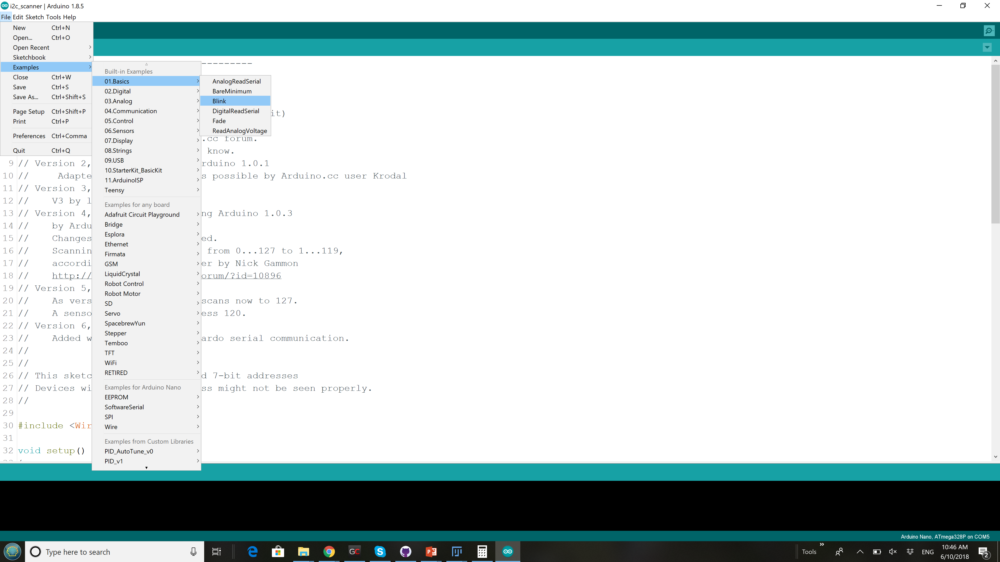 i2c_scanner | Arduino 1.8.5
File Edit Sketch Tools Help
New Ctrl+N
Open... Ctrl+O
Open Recent
Sketchbook
Examples
Close Ctrl+W
Save Ctrl+S
Save As... Ctrl+Shift+S
Page Setup Ctrl+Shift+P
Print Ctrl+P
Preferences Ctrl+Comma
Quit Ctrl+Q
Built-in Examples
01.Basics
02.Digital
03.Analog
04.Communication
05.Control
06.Sensors
07.Display
08.Strings
09.USB
10.StarterKit_BasicKit
11.ArduinoISP
Teensy
Examples for any board
Adafruit Circuit Playground
Bridge
Esplora
Ethernet
Firmata
GSM
LiquidCrystal
Robot Control
Robot Motor
SD
Servo
SpacebrewYun
Stepper
Temboo
TFT
WiFi
RETIRED
Examples for Arduino Nano
EEPROM
SoftwareSerial
SPI
Wire
Examples from Custom Libraries
PID_AutoTune_v0
PID_v1
AnalogReadSerial
BareMinimum
Blink
DigitalReadSerial
Fade
ReadAnalogVoltage
---------
it)
.cc forum.
know.
9 // Version 2, rduino 1.0.1
10 // Adapte s possible by Arduino.cc user Krodal
11 // Version 3,
12 // V3 by l
13 // Version 4, ng Arduino 1.0.3
14 // by Ardu
15 // Changes ed.
16 // Scannin from 0...127 to 1...119,
17 // accordi er by Nick Gammon
18 // http:// orum/?id=10896
19 // Version 5,
20 // As vers scans now to 127.
21 // A senso ess 120.
22 // Version 6,
23 // Added w ardo serial communication.
24 //
25 //
26 // This sketc d 7-bit addresses
27 // Devices wi ss might not be seen properly.
28 //
29
30 #include <Wir
31
32 void setup()
Arduino Nano, ATmega328P on COM5
Type here to search
GC
Tools
ENG
10:46 AM
6/10/2018
2